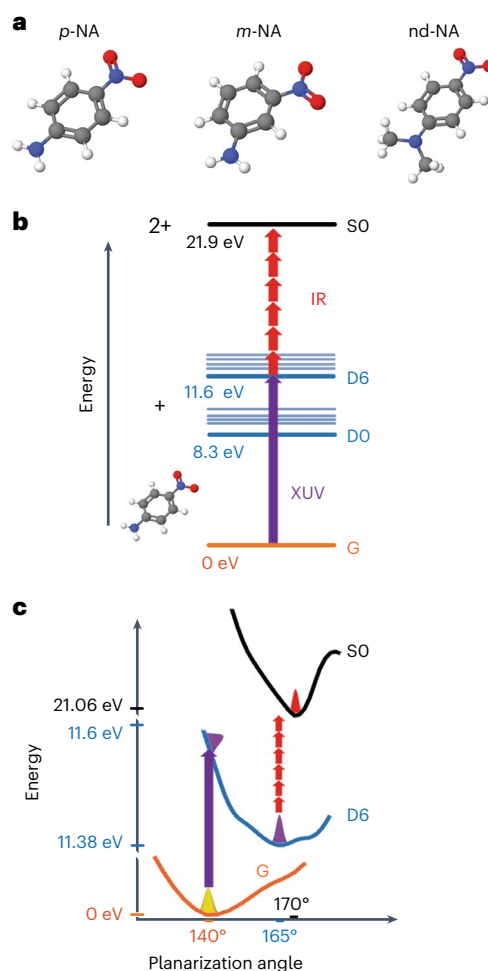 a
p-NA m-NA nd-NA
b
2+
SO
21.9 eV
IR
Energy
D6
11.6 eV
+
D0
8.3 eV
XUV
G
0 eV
c
SO
21.06 eV
11.6 eV
Energy
D6
11.38 eV
G
170°
0 eV
140° 165°
Planarization angle